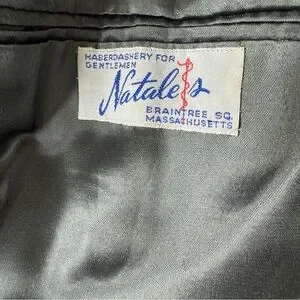 HABERDASHERY FOR
GENTLEMEN
Natale's
BRAINTREE SQ.
MASSACHUSETTS